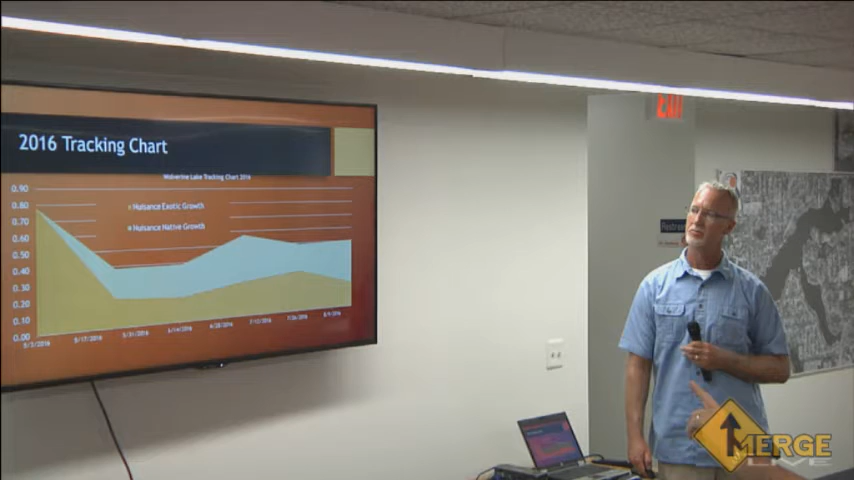 2016 Tracking Chart
Wolverine Lake Tracking Chart 2016
0.90
0.80
0.70
0.60
0.50
0.40
0.30
0.20
0.10
0.00
Nuisance Exotic Growth
Nuisance Native Growth
5/3/2016
5/17/2016
5/31/2016
6/14/2016
6/28/2016
7/12/2016
7/26/2016
8/9/2016
EXIT
Restroom
MERGE
LIVE